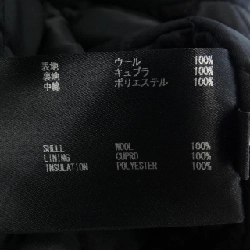 表地 ウール 100%
裏地 キュプラ 100%
中綿 ポリエステル 100%
SHELL WOOL 100%
LINING CUPRO 100%
INSULATION POLYESTER 100%